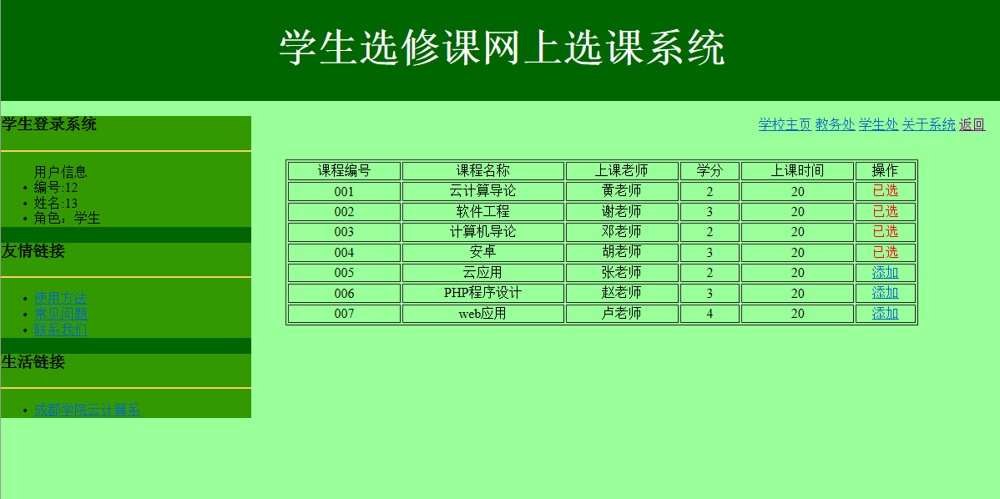 学生选修课网上选课系统
学校主页 教务处 学生处 关于系统 返回
学生登录系统
用户信息
编号:12
姓名:13
角色：学生
友情链接
使用方法
常见问题
联系我们
生活链接
成都学院云计算系
课程编号 课程名称 上课老师 学分 上课时间 操作
001 云计算导论 黄老师 2 20 已选
002 软件工程 谢老师 3 20 已选
003 计算机导论 邓老师 2 20 已选
004 安卓 胡老师 3 20 已选
005 云应用 张老师 2 20 添加
006 PHP程序设计 赵老师 3 20 添加
007 web应用 卢老师 4 20 添加